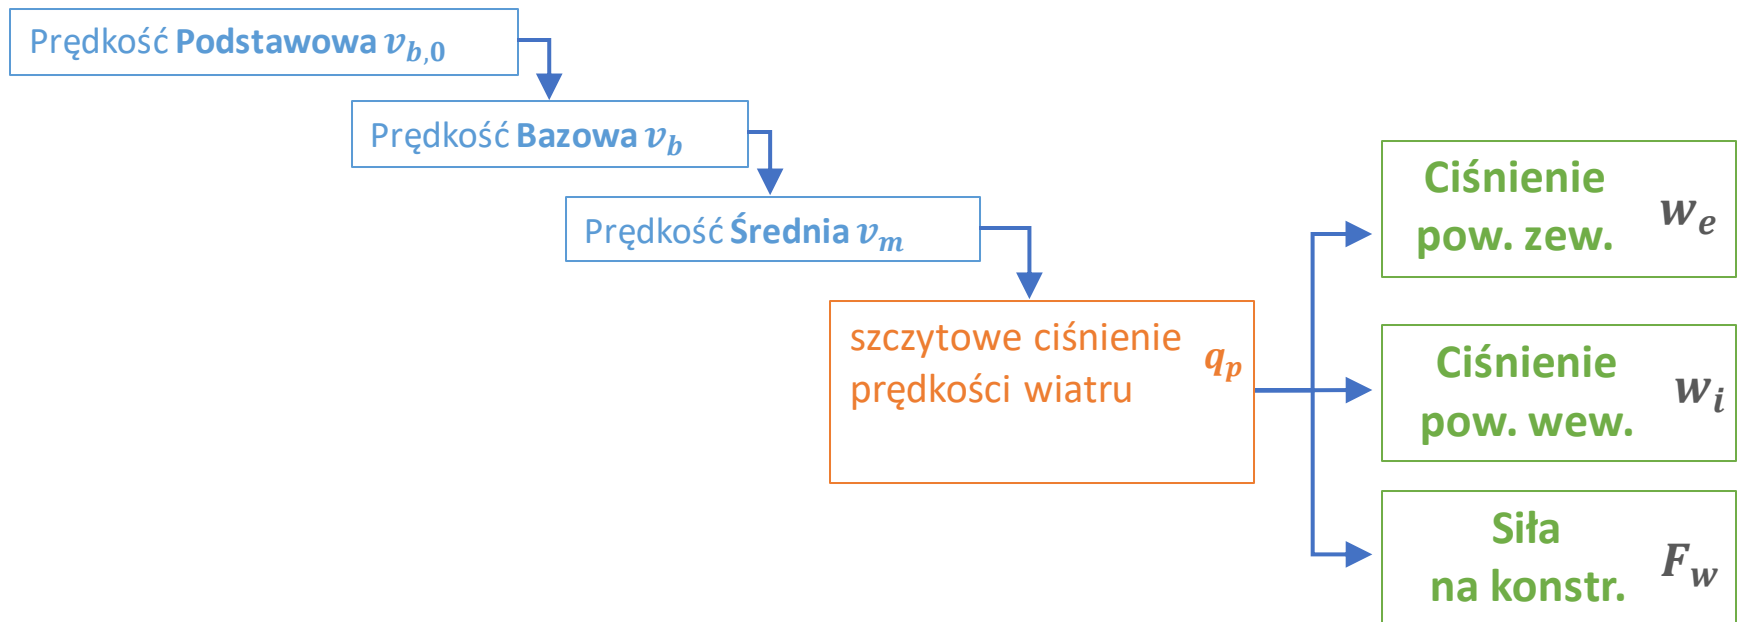 Prędkość Podstawowa v_{b,0}
Prędkość Bazowa v_b
Prędkość Średnia v_m
szczytowe ciśnienie
prędkości wiatru q_p
Ciśnienie
pow. zew. w_e
Ciśnienie
pow. wew. w_i
Siła
na konstr. F_w